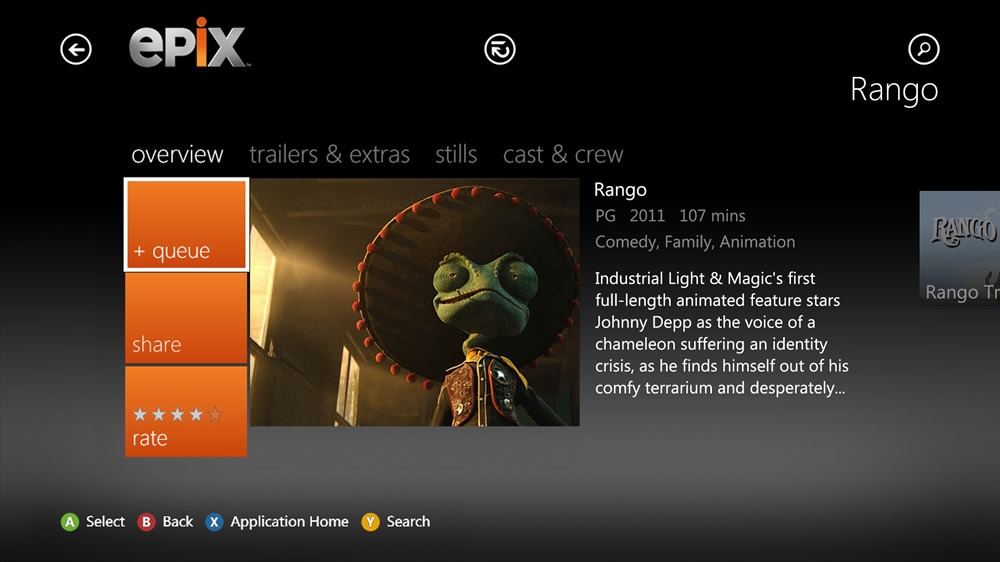 epix
Rango
overview trailers & extras stills cast & crew
+ queue
share
rate
Rango
PG 2011 107 mins
Comedy, Family, Animation
Industrial Light & Magic's first
full-length animated feature stars
Johnny Depp as the voice of a
chameleon suffering an identity
crisis, as he finds himself out of his
comfy terrarium and desperately...
RANGO
Rango Tr
A Select B Back X Application Home Y Search